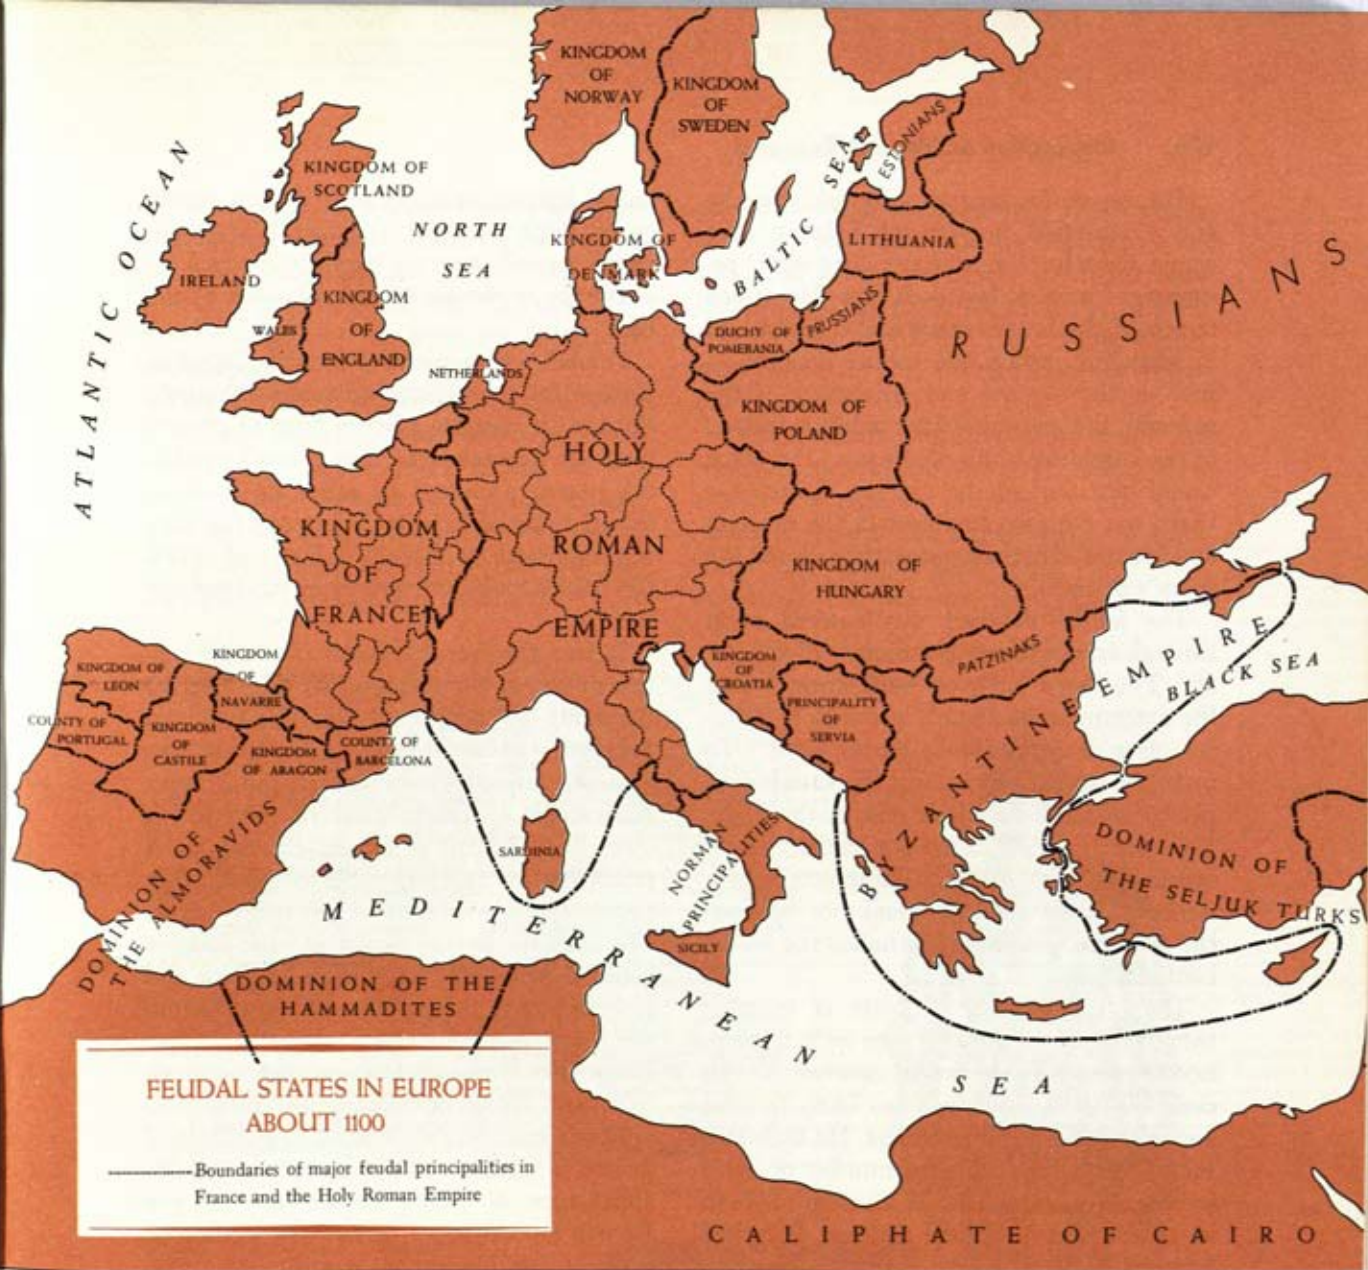 KINGDOM
OF
NORWAY
KINGDOM
OF
SWEDEN
ESTONIANS
ATLANTIC OCEAN
KINGDOM OF
SCOTLAND
NORTH
SEA
KINGDOM OF
DENMARK
BALTIC SEA
LITHUANIA
IRELAND
KINGDOM
OF
ENGLAND
WALES
NETHERLANDS
DUCHY OF
POMERANIA
PRUSSIANS
RUSSIANS
KINGDOM OF
POLAND
HOLY
ROMAN
EMPIRE
KINGDOM
OF
FRANCE
KINGDOM OF
HUNGARY
PATZINAKS
KINGDOM
OF
CROATIA
PRINCIPALITY
OF
SERVIA
BYZANTINE EMPIRE
BLACK SEA
KINGDOM OF
LEON
KINGDOM
OF
NAVARRE
COUNTY OF
PORTUGAL
KINGDOM
OF
CASTILE
KINGDOM
OF ARAGON
COUNTY OF
BARCELONA
DOMINION OF
THE ALMORAVIDS
SARDINIA
NORMAN
PRINCIPALITIES
SICILY
DOMINION OF
THE SELJUK TURKS
MEDITERRANEAN
SEA
DOMINION OF THE
HAMMADITES
FEUDAL STATES IN EUROPE
ABOUT 1100
Boundaries of major feudal principalities in
France and the Holy Roman Empire
CALIPHATE OF CAIRO